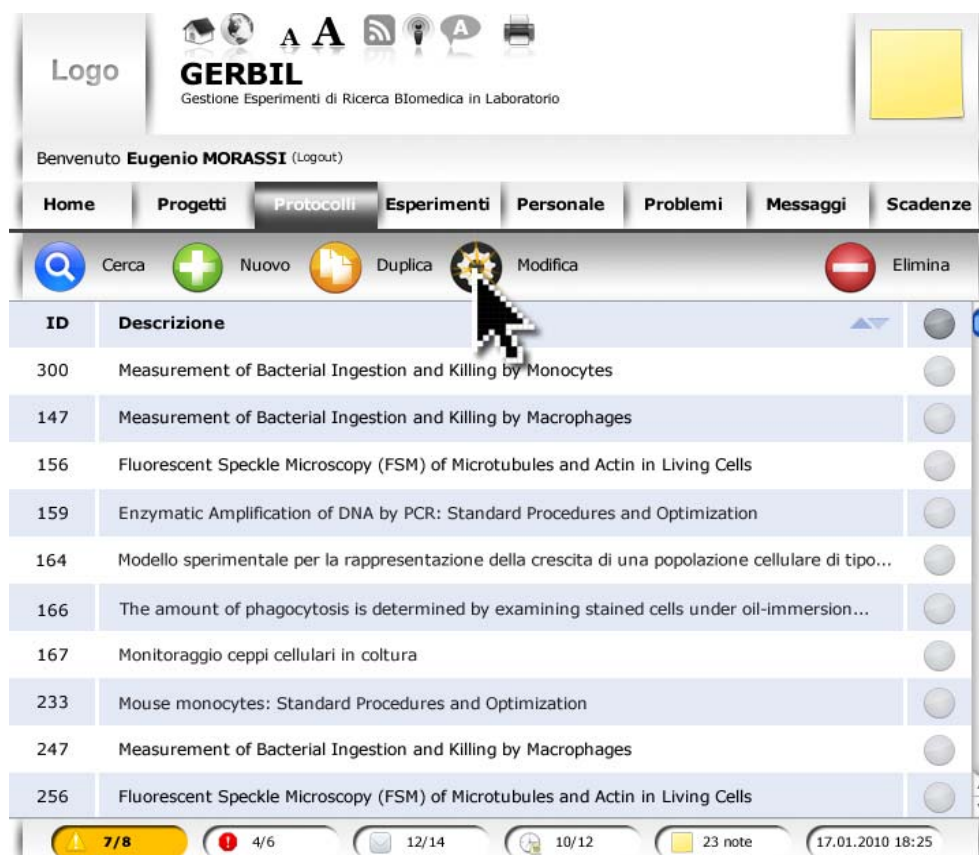 A A A
Logo
GERBIL
Gestione Esperimenti di Ricerca BIomedica in Laboratorio
Benvenuto Eugenio MORASSI (Logout)
Home Progetti Protocolli Esperimenti Personale Problemi Messaggi Scadenze
Cerca Nuovo Duplica Modifica Elimina
ID Descrizione
300 Measurement of Bacterial Ingestion and Killing by Monocytes
147 Measurement of Bacterial Ingestion and Killing by Macrophages
156 Fluorescent Speckle Microscopy (FSM) of Microtubules and Actin in Living Cells
159 Enzymatic Amplification of DNA by PCR: Standard Procedures and Optimization
164 Modello sperimentale per la rappresentazione della crescita di una popolazione cellulare di tipo...
166 The amount of phagocytosis is determined by examining stained cells under oil-immersion...
167 Monitoraggio ceppi cellulari in coltura
233 Mouse monocytes: Standard Procedures and Optimization
247 Measurement of Bacterial Ingestion and Killing by Macrophages
256 Fluorescent Speckle Microscopy (FSM) of Microtubules and Actin in Living Cells
7/8 4/6 12/14 10/12 23 note 17.01.2010 18:25